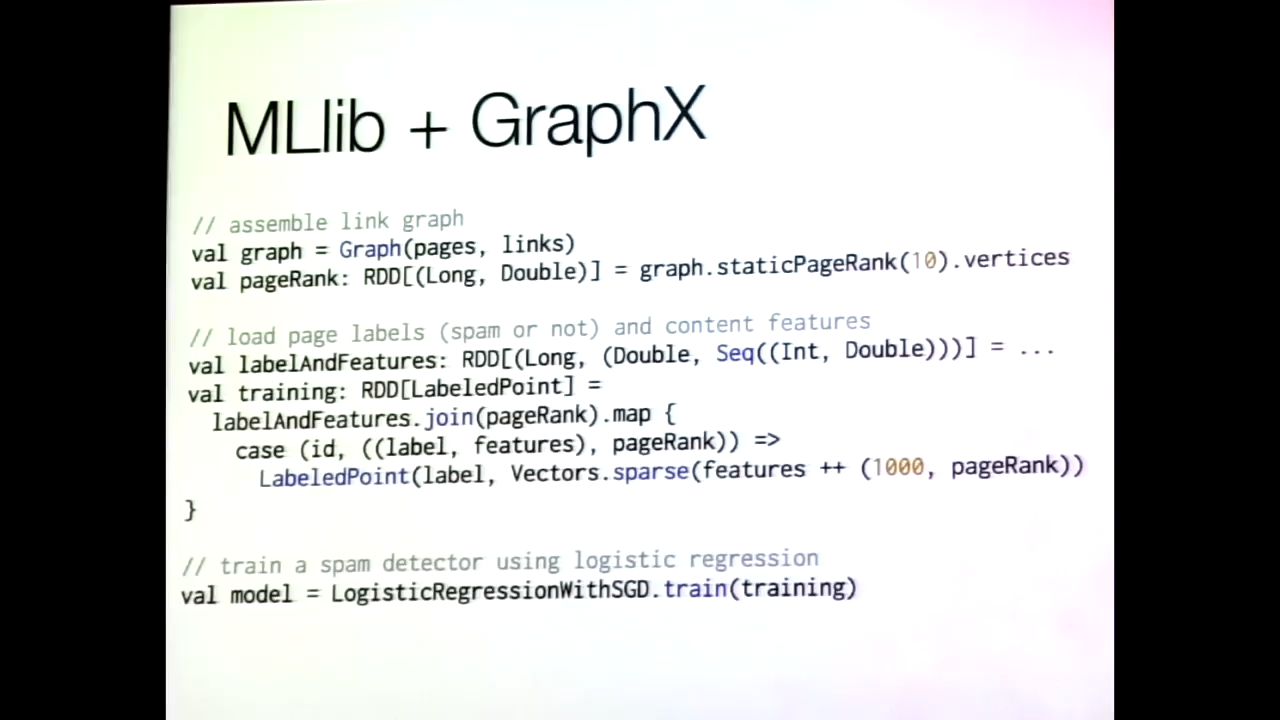 MLlib + GraphX
// assemble link graph
val graph = Graph(pages, links)
val pageRank: RDD[(Long, Double)] = graph.staticPageRank(10).vertices
// load page labels (spam or not) and content features
val labelAndFeatures: RDD[(Long, (Double, Seq((Int, Double)))] = ...
val training: RDD[LabeledPoint] =
labelAndFeatures.join(pageRank).map {
case (id, ((label, features), pageRank)) =>
LabeledPoint(label, Vectors.sparse(features ++ (1000, pageRank))
}
// train a spam detector using logistic regression
val model = LogisticRegressionWithSGD.train(training)